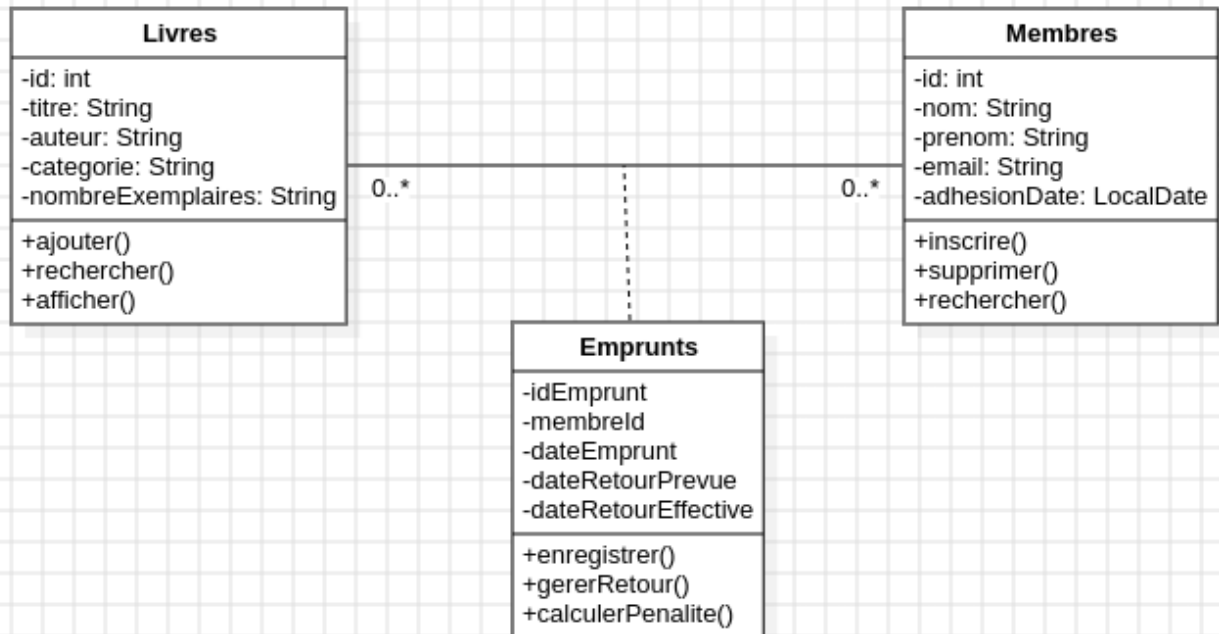 Livres
-id: int
-titre: String
-auteur: String
-categorie: String
-nombreExemplaires: String
+ajouter()
+rechercher()
+afficher()
0..*
0..*
Membres
-id: int
-nom: String
-prenom: String
-email: String
-adhesionDate: LocalDate
+inscrire()
+supprimer()
+rechercher()
Emprunts
-idEmprunt
-membreId
-dateEmprunt
-dateRetourPrevue
-dateRetourEffective
+enregistrer()
+gererRetour()
+calculerPenalite()